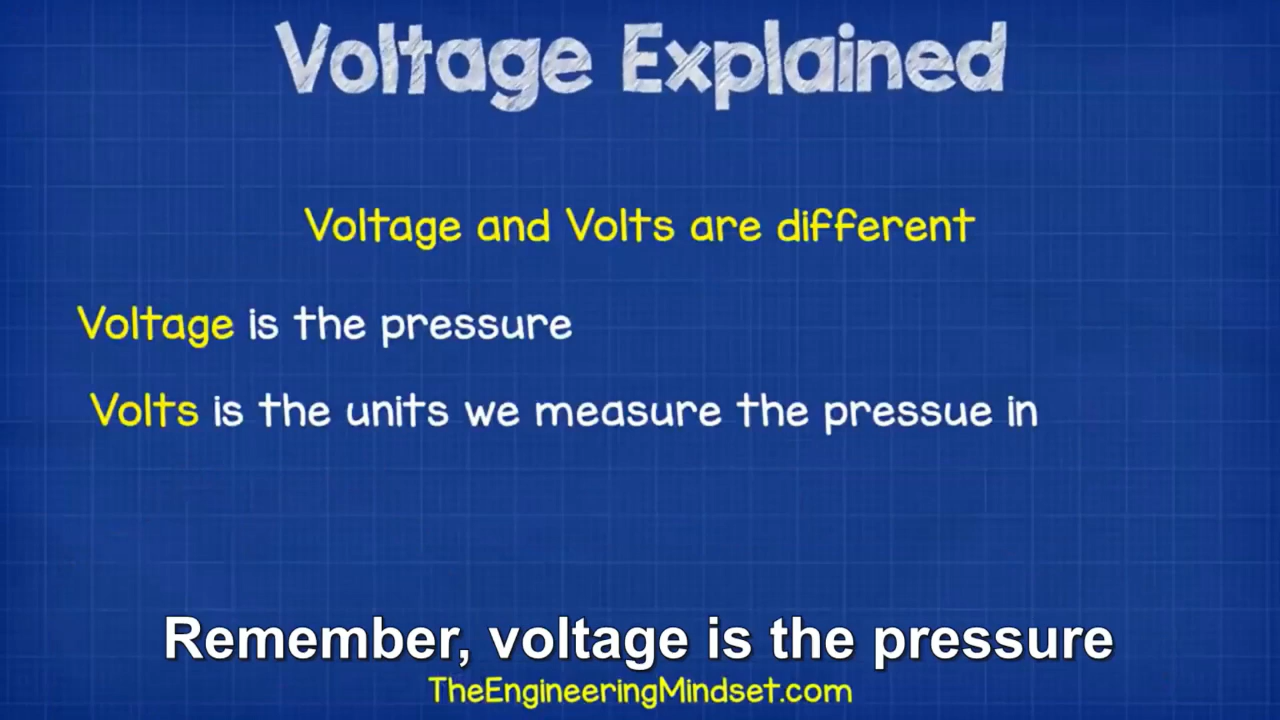 Voltage Explained
Voltage and Volts are different
Voltage is the pressure
Volts is the units we measure the pressue in
Remember, voltage is the pressure
TheEngineeringMindset.com